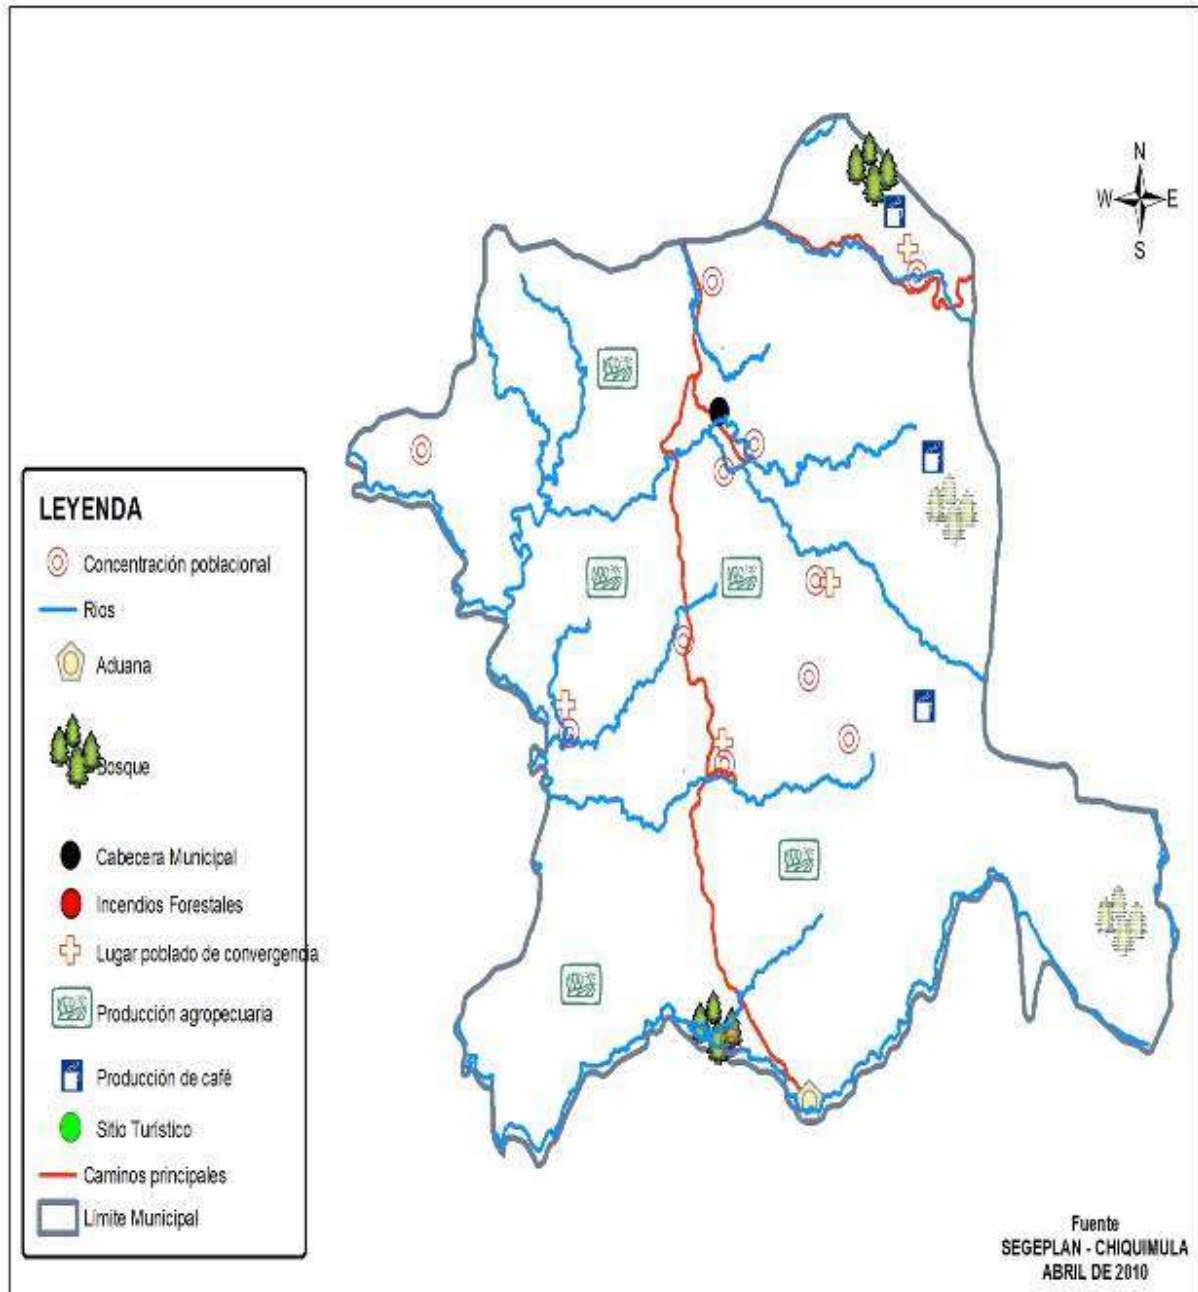 N
W E
S
LEYENDA
Concentración poblacional
Rios
Aduana
Bosque
Cabecera Municipal
Incendios Forestales
Lugar poblado de convergencia
Producción agropecuaria
Producción de café
Sitio Turístico
Caminos principales
Límite Municipal
Fuente
SEGEPLAN - CHIQUIMULA
ABRIL DE 2010